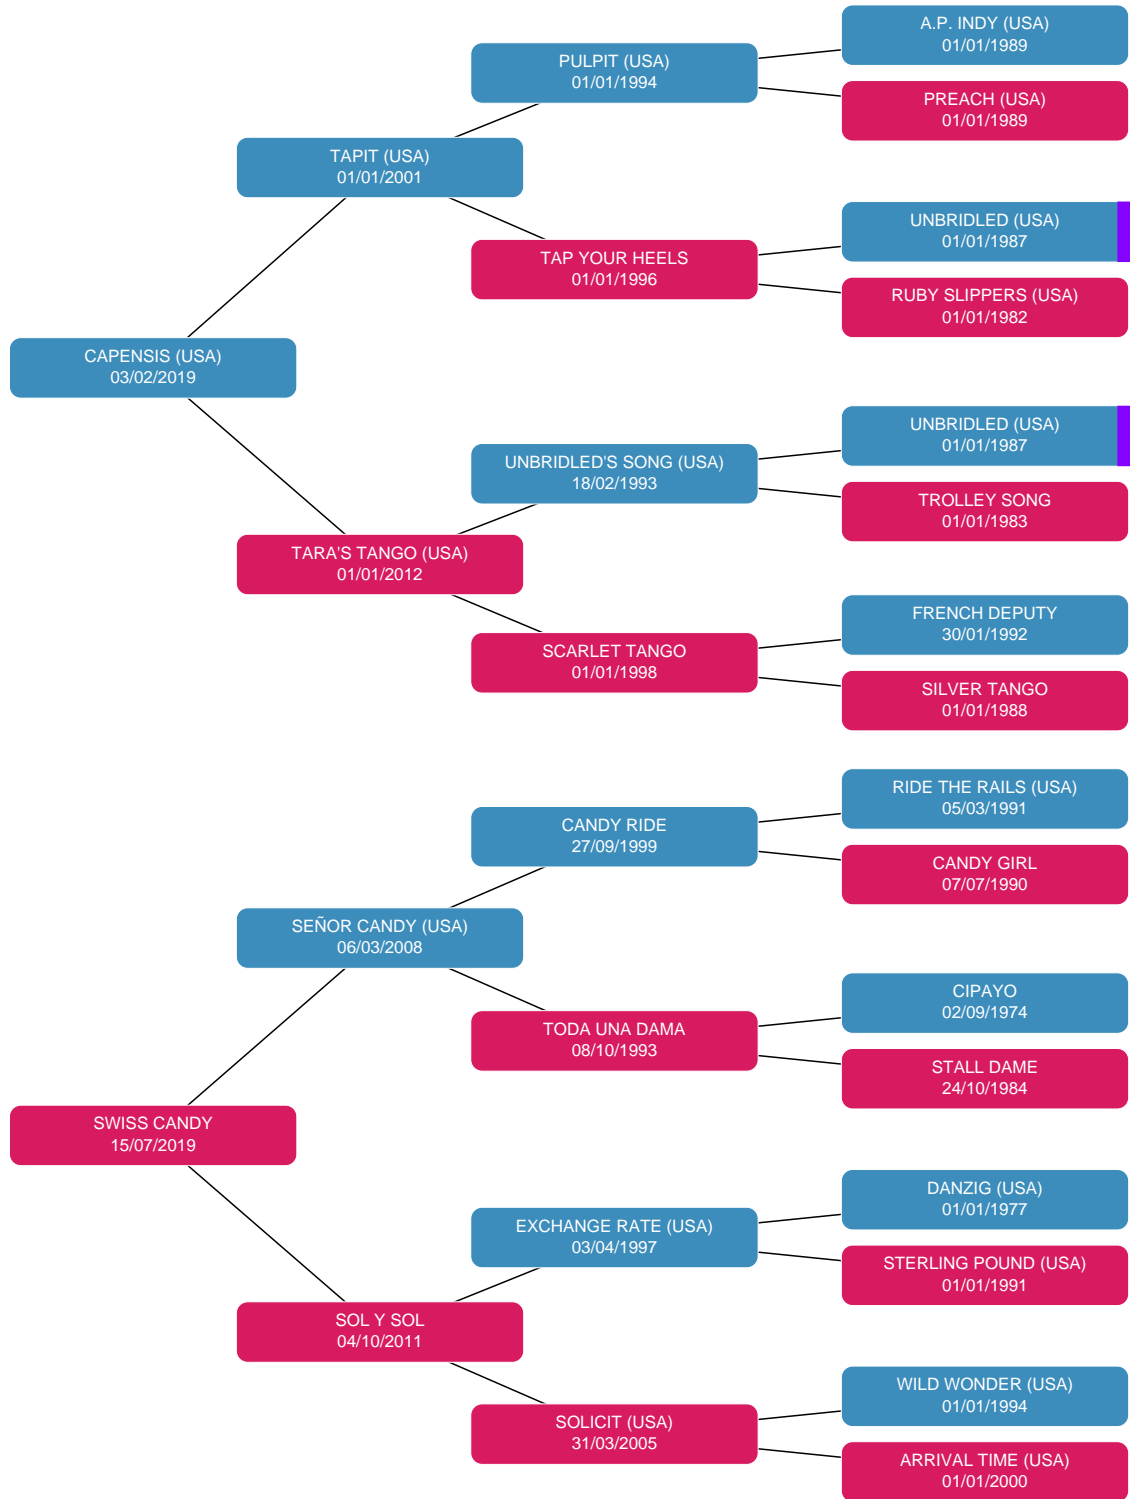 A.P. INDY (USA)
01/01/1989
PULPIT (USA)
01/01/1994
PREACH (USA)
01/01/1989
TAPIT (USA)
01/01/2001
UNBRIDLED (USA)
01/01/1987
TAP YOUR HEELS
01/01/1996
RUBY SLIPPERS (USA)
01/01/1982
CAPENSIS (USA)
03/02/2019
UNBRIDLED (USA)
01/01/1987
UNBRIDLED'S SONG (USA)
18/02/1993
TROLLEY SONG
01/01/1983
TARA'S TANGO (USA)
01/01/2012
FRENCH DEPUTY
30/01/1992
SCARLET TANGO
01/01/1998
SILVER TANGO
01/01/1988
RIDE THE RAILS (USA)
05/03/1991
CANDY RIDE
27/09/1999
CANDY GIRL
07/07/1990
SEÑOR CANDY (USA)
06/03/2008
CIPAYO
02/09/1974
TODA UNA DAMA
08/10/1993
STALL DAME
24/10/1984
SWISS CANDY
15/07/2019
DANZIG (USA)
01/01/1977
EXCHANGE RATE (USA)
03/04/1997
STERLING POUND (USA)
01/01/1991
SOL Y SOL
04/10/2011
WILD WONDER (USA)
01/01/1994
SOLICIT (USA)
31/03/2005
ARRIVAL TIME (USA)
01/01/2000